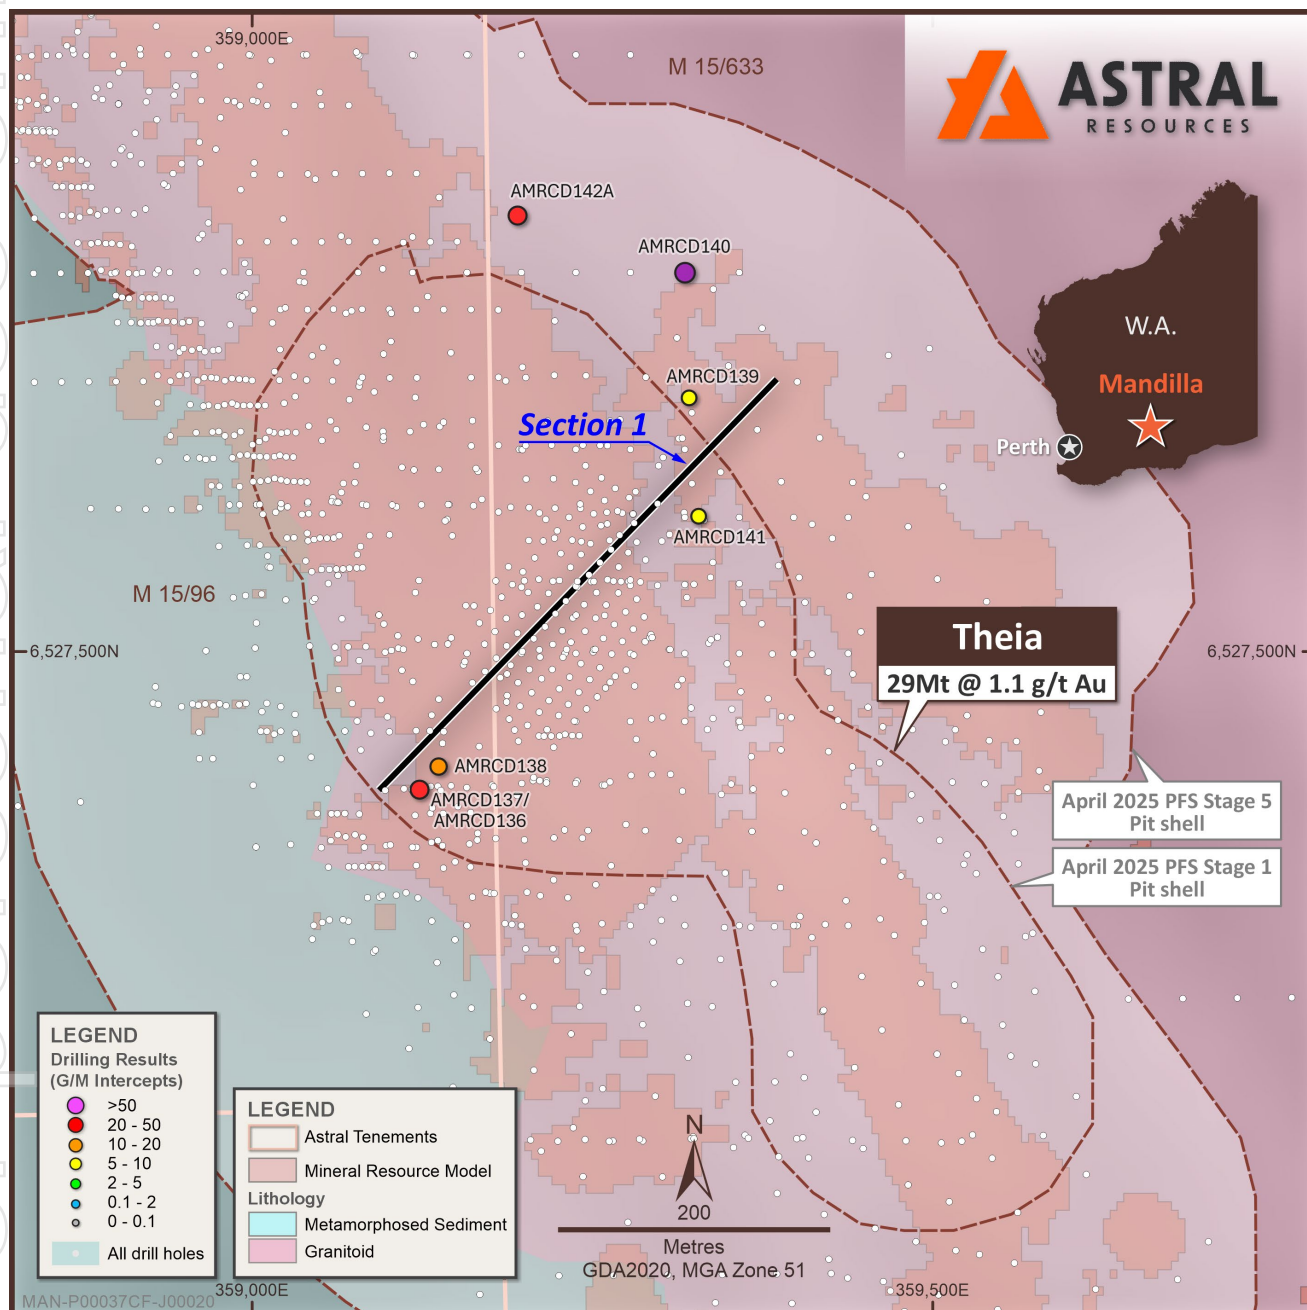 359,000E
M 15/633
ASTRAL
RESOURCES
AMRCD142A
AMRCD140
W.A.
Mandilla
Perth
AMRCD139
Section 1
AMRCD141
M 15/96
6,527,500N
6,527,500N
Theia
29Mt @ 1.1 g/t Au
AMRCD138
AMRCD137/
AMRCD136
April 2025 PFS Stage 5
Pit shell
April 2025 PFS Stage 1
Pit shell
LEGEND
Drilling Results
(G/M Intercepts)
>50
20 - 50
10 - 20
5 - 10
2 - 5
0.1 - 2
0 - 0.1
All drill holes
LEGEND
Astral Tenements
Mineral Resource Model
Lithology
Metamorphosed Sediment
Granitoid
N
200
Metres
GDA2020, MGA Zone 51
359,000E
359,500E
MAN-P00037CF-J00020